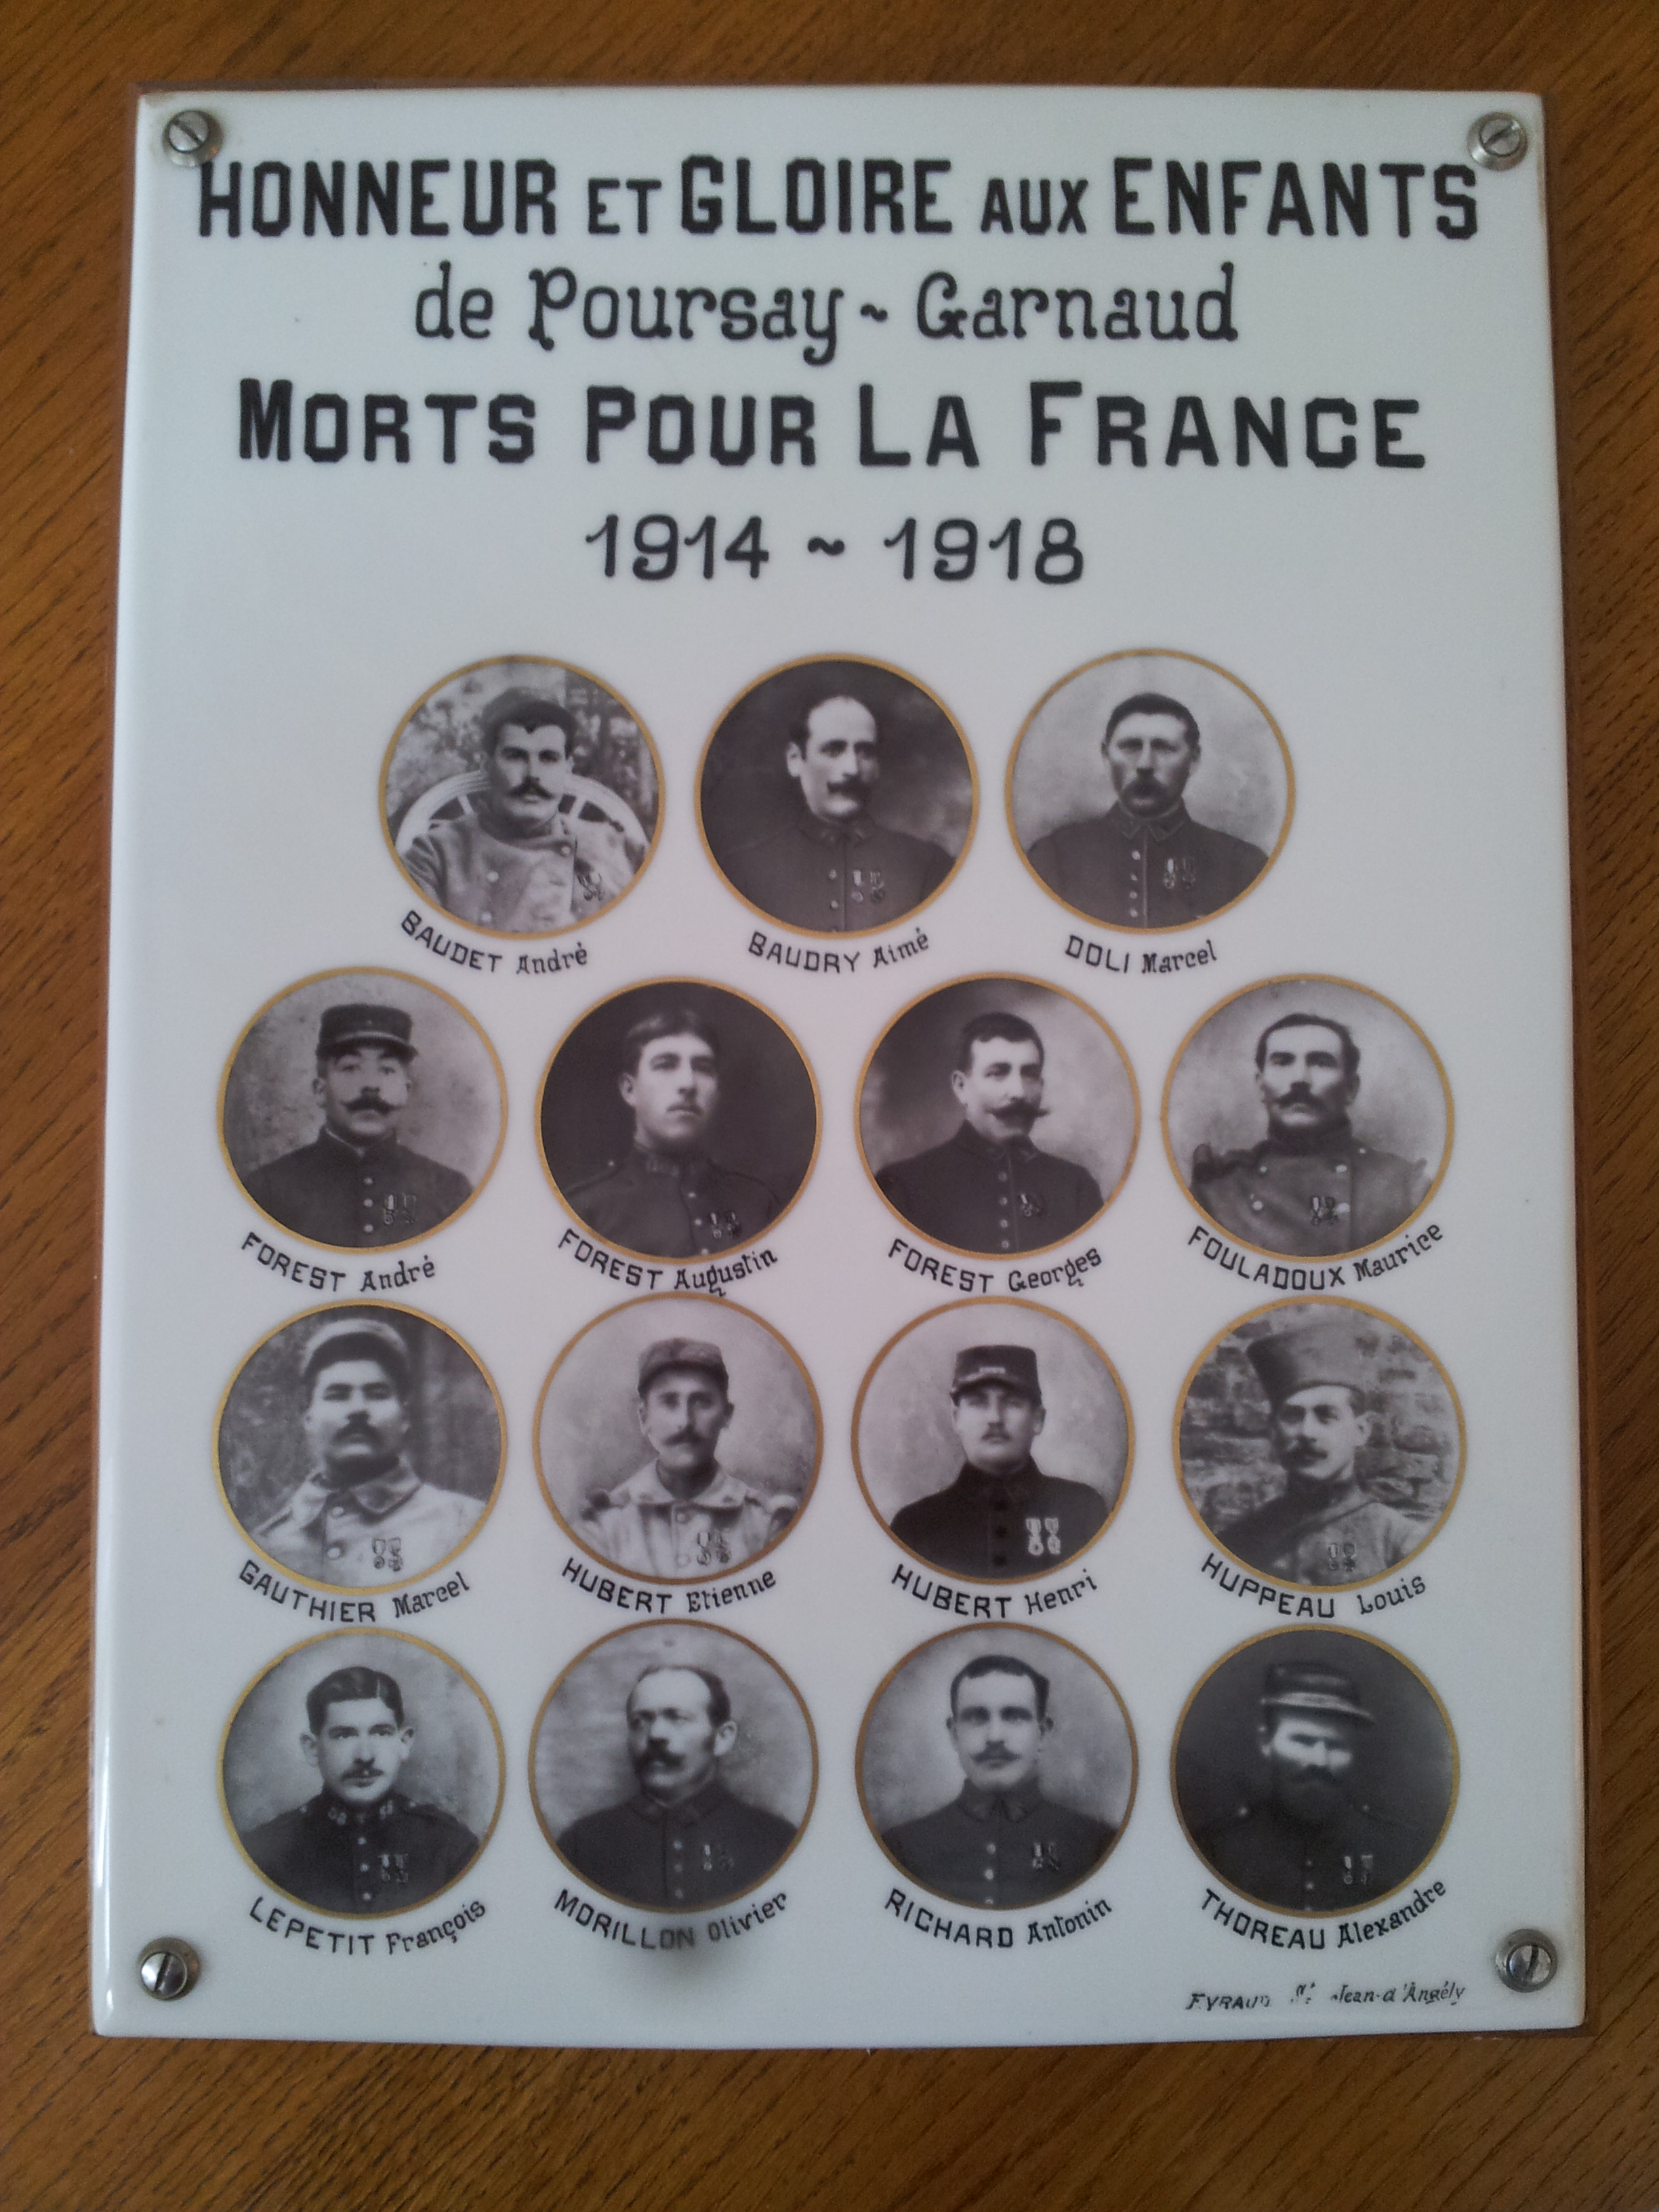 HONNEUR ET GLOIRE AUX ENFANTS
de Poursay ~ Garnaud
MORTS POUR LA FRANCE
1914 ~ 1918
BAUDET André
BAUDRY Aimé
DOLI Marcel
FOREST André
FOREST Augustin
FOREST Georges
FOULADOUX Maurice
GAUTHIER Marcel
HUBERT Etienne
HUBERT Henri
HUPPEAU Louis
LEPETIT François
MORILLON Olivier
RICHARD Antonin
THOREAU Alexandre
EYRAUD St Jean-d'Angély